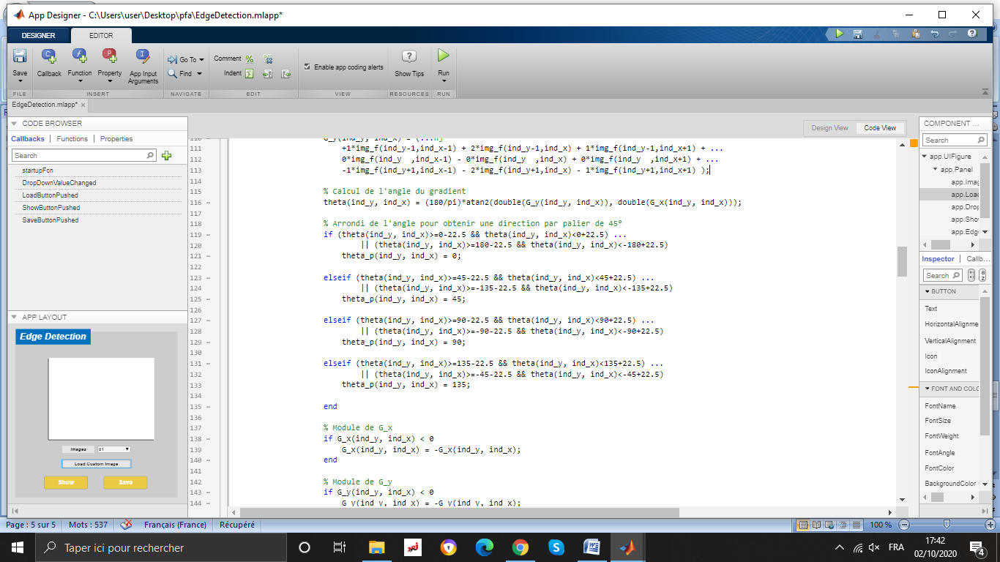 App Designer - C:\Users\user\Desktop\pfa\EdgeDetection.mlapp*
DESIGNER
EDITOR
Save
Callback
Function
Property
App Input
Arguments
Go To
Find
Comment
Indent
Enable app coding alerts
Show Tips
Run
FILE
INSERT
NAVIGATE
EDIT
VIEW
RESOURCES
RUN
EdgeDetection.mlapp* ×
CODE BROWSER
Callbacks | Functions | Properties
Search
startupFcn
DropDownValueChanged
LoadButtonPushed
ShowButtonPushed
SaveButtonPushed
APP LAYOUT
Edge Detection
Images
01
Load Custom Image
Show
Save
Design View
Code View
110 G_y(ind_y, ind_x) = (...
111 +1*img_f(ind_y-1,ind_x-1) + 2*img_f(ind_y-1,ind_x) + 1*img_f(ind_y-1,ind_x+1) + ...
112 0*img_f(ind_y  ,ind_x-1) - 0*img_f(ind_y  ,ind_x) + 0*img_f(ind_y  ,ind_x+1) + ...
113 -1*img_f(ind_y+1,ind_x-1) - 2*img_f(ind_y+1,ind_x) - 1*img_f(ind_y+1,ind_x+1) );
114
115 % Calcul de l'angle du gradient
116 – theta(ind_y, ind_x) = (180/pi)*atan2(double(G_y(ind_y, ind_x)), double(G_x(ind_y, ind_x)));
117
118 % Arrondi de l'angle pour obtenir une direction par palier de 45°
119 – if (theta(ind_y, ind_x)>=0-22.5 && theta(ind_y, ind_x)<0+22.5) ...
120 || (theta(ind_y, ind_x)>=180-22.5 && theta(ind_y, ind_x)<-180+22.5)
121 – theta_p(ind_y, ind_x) = 0;
122
123 – elseif (theta(ind_y, ind_x)>=45-22.5 && theta(ind_y, ind_x)<45+22.5) ...
124 || (theta(ind_y, ind_x)>=-135-22.5 && theta(ind_y, ind_x)<-135+22.5)
125 – theta_p(ind_y, ind_x) = 45;
126
127 – elseif (theta(ind_y, ind_x)>=90-22.5 && theta(ind_y, ind_x)<90+22.5) ...
128 || (theta(ind_y, ind_x)>=-90-22.5 && theta(ind_y, ind_x)<-90+22.5)
129 – theta_p(ind_y, ind_x) = 90;
130
131 – elseif (theta(ind_y, ind_x)>=135-22.5 && theta(ind_y, ind_x)<135+22.5) ...
132 || (theta(ind_y, ind_x)>=-45-22.5 && theta(ind_y, ind_x)<-45+22.5)
133 – theta_p(ind_y, ind_x) = 135;
134
135 – end
136
137 % Module de G_x
138 – if G_x(ind_y, ind_x) < 0
139 – G_x(ind_y, ind_x) = -G_x(ind_y, ind_x);
140 – end
141
142 % Module de G_y
143 – if G_y(ind_y, ind_x) < 0
144 – G_y(ind_y, ind_x) = -G_y(ind_y, ind_x);
COMPONENT ...
Search
app.UIFigure
app.Panel
app.Imag
app.Load
app.Drop
app.Sho
app.Edge
Inspector | Callb...
Search
BUTTON
Text
HorizontalAlignme
VerticalAlignment
Icon
IconAlignment
FONT AND COLO
FontName
FontSize
FontWeight
FontAngle
FontColor
BackgroundColor
Page : 5 sur 5
Mots : 537
Français (France)
Récupéré
100 %
Taper ici pour rechercher
FRA
17:42
02/10/2020
4